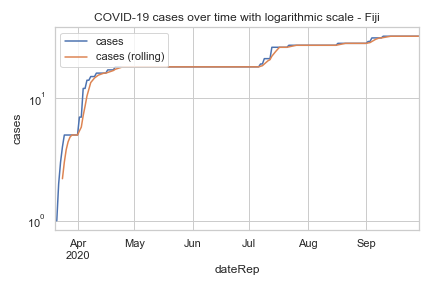 COVID-19 cases over time with logarithmic scale - Fiji
cases
cases (rolling)
10¹
10⁰
cases
Apr
2020
May
Jun
Jul
Aug
Sep
dateRep